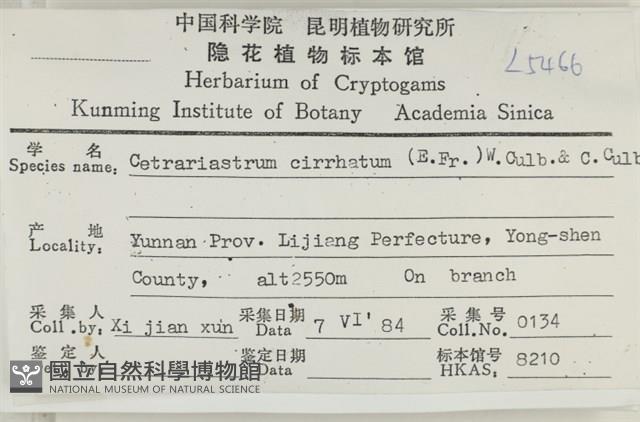 中国科学院 昆明植物研究所
隐花植物标本馆
L5466
Herbarium of Cryptogams
Kunming Institute of Botany Academia Sinica
学名 Cetrariastrum cirrhatum (E.Fr.) W.Culb.& C.Culb
Species name:
产地 Yunnan Prov. Lijiang Perfecture, Yong-shen
Locality:
County, alt2550m On branch
采集人 采集日期 采集号
Coll.by: Xi jian xun Data 7 VI' 84 Coll.No. 0134
鉴定人 鉴定日期 标本馆号 8210
Data HKAS:
國立自然科學博物館
NATIONAL MUSEUM OF NATURAL SCIENCE